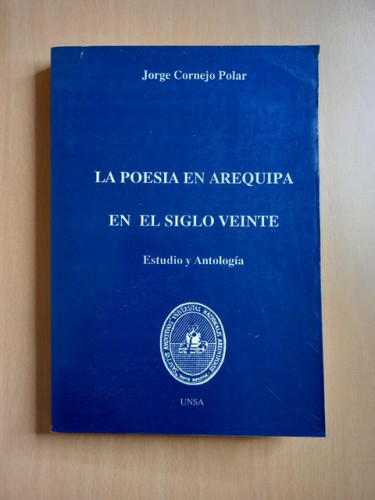 Jorge Cornejo Polar
LA POESIA EN AREQUIPA
EN EL SIGLO VEINTE
Estudio y Antología
UNSA